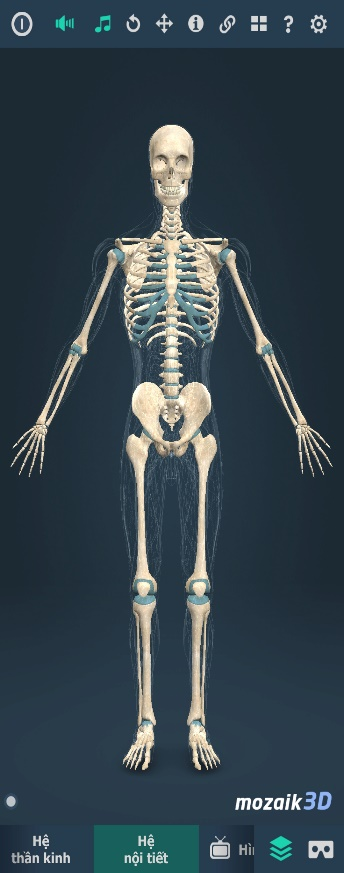 mozaik3D
Hệ
thần kinh
Hệ
nội tiết